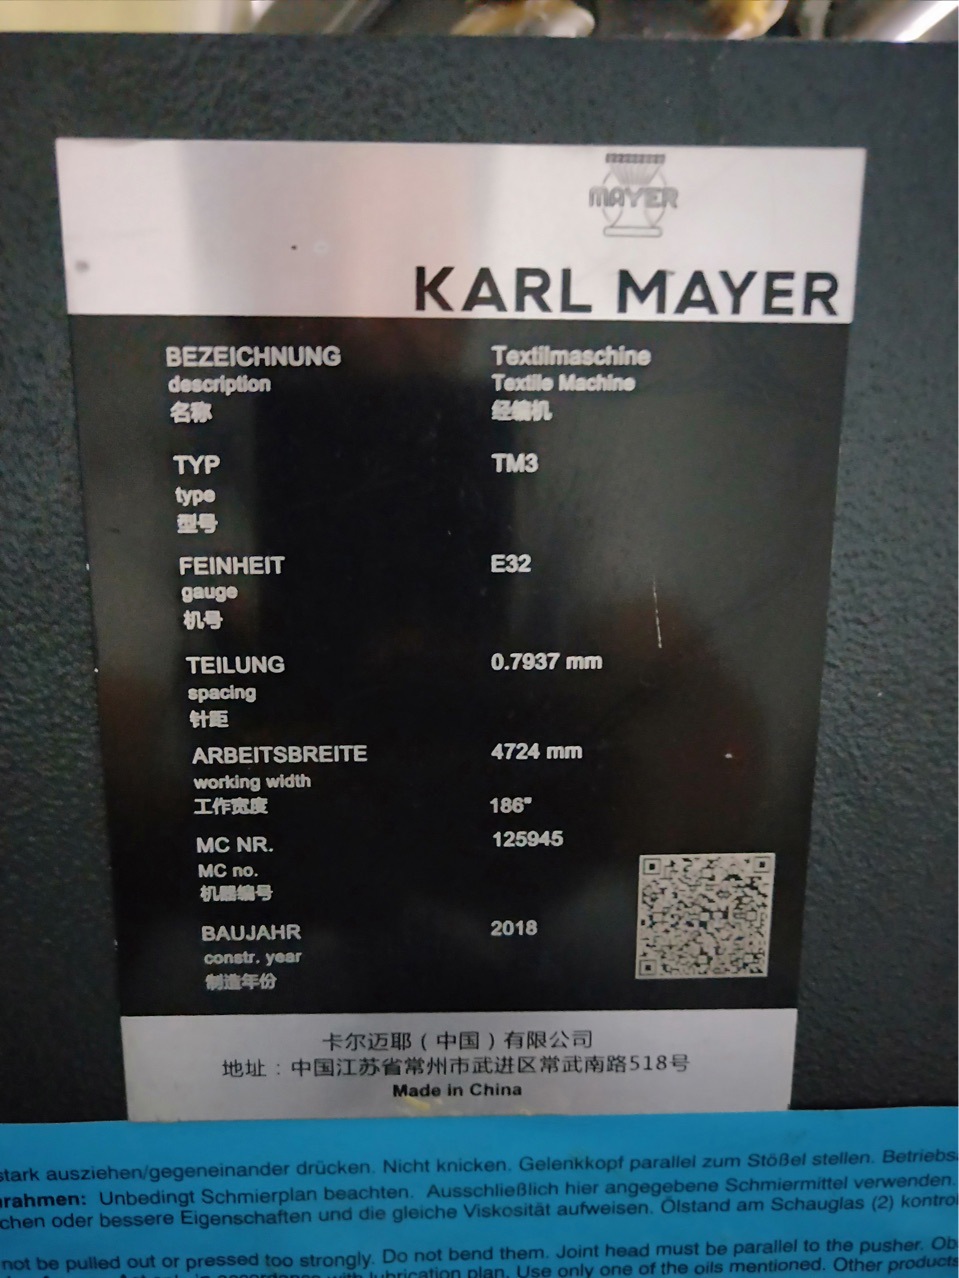 MAYER
KARL MAYER
BEZEICHNUNG Textilmaschine
description Textile Machine
名称 经编机
TYP TM3
type
型号
FEINHEIT E32
gauge
机号
TEILUNG 0.7937 mm
spacing
针距
ARBEITSBREITE 4724 mm
working width
工作宽度 186"
MC NR. 125945
MC no.
机器编号
BAUJAHR 2018
constr. year
制造年份
卡尔迈耶（中国）有限公司
地址：中国江苏省常州市武进区常武南路518号
Made in China
stark ausziehen/gegeneinander drücken. Nicht knicken. Gelenkkopf parallel zum Stößel stellen. Betriebs
rahmen: Unbedingt Schmierplan beachten. Ausschließlich hier angegebene Schmiermittel verwenden.
chen oder bessere Eigenschaften und die gleiche Viskosität aufweisen. Ölstand am Schauglas (2) kontrol
not be pulled out or pressed too strongly. Do not bend them. Joint head must be parallel to the pusher. Ob
lubrication plan. Use only one of the oils mentioned. Other products